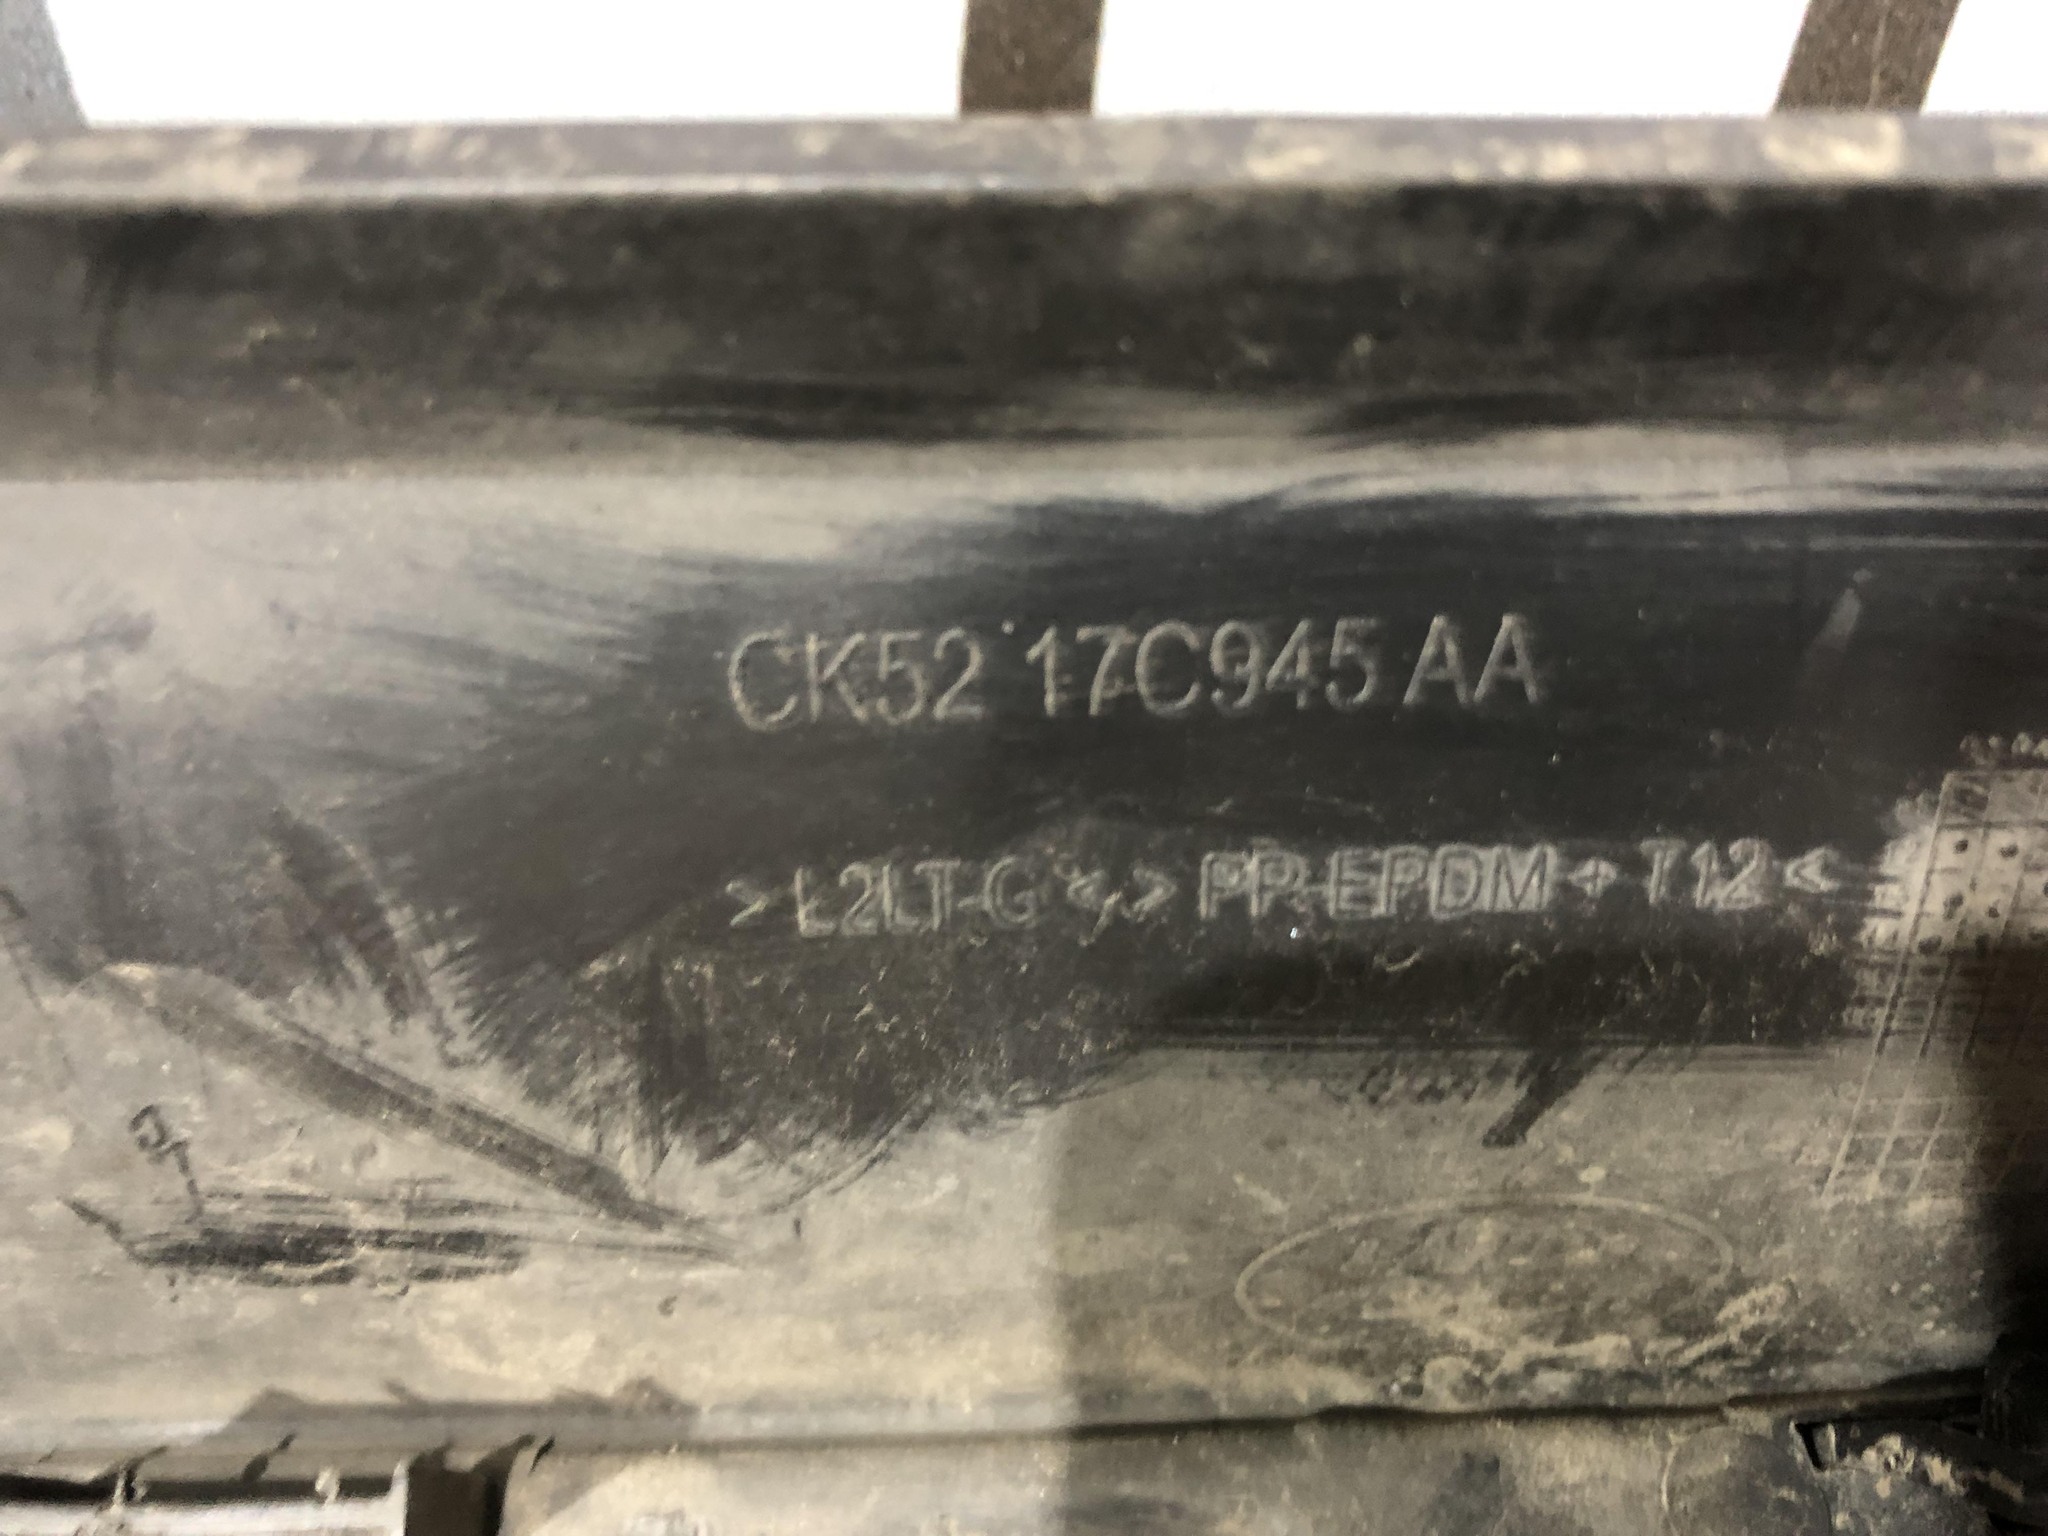 CK52 17C945 AA
> L2LT-G < > PP-EPDM + T12 <